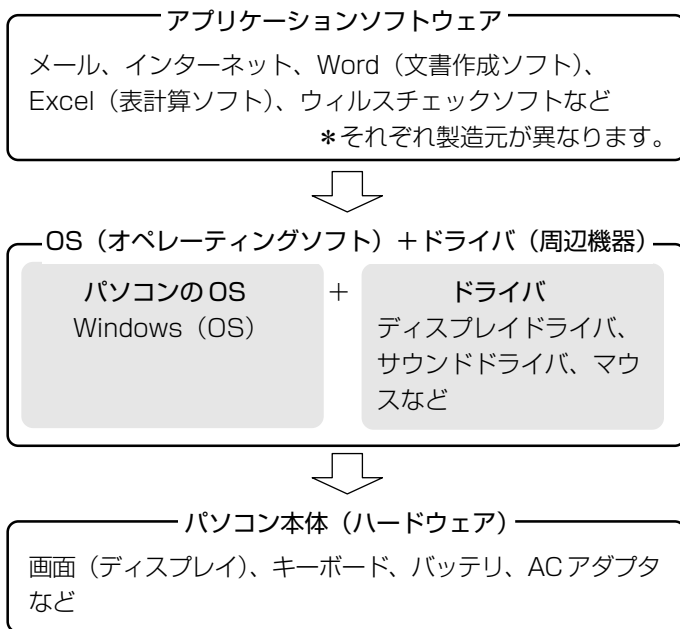 アプリケーションソフトウェア
メール、インターネット、Word（文書作成ソフト）、
Excel（表計算ソフト）、ウィルスチェックソフトなど
＊それぞれ製造元が異なります。
OS（オペレーティングソフト）＋ドライバ（周辺機器）
パソコンの OS
Windows（OS）
＋
ドライバ
ディスプレイドライバ、
サウンドドライバ、マウ
スなど
パソコン本体（ハードウェア）
画面（ディスプレイ）、キーボード、バッテリ、AC アダプタ
など